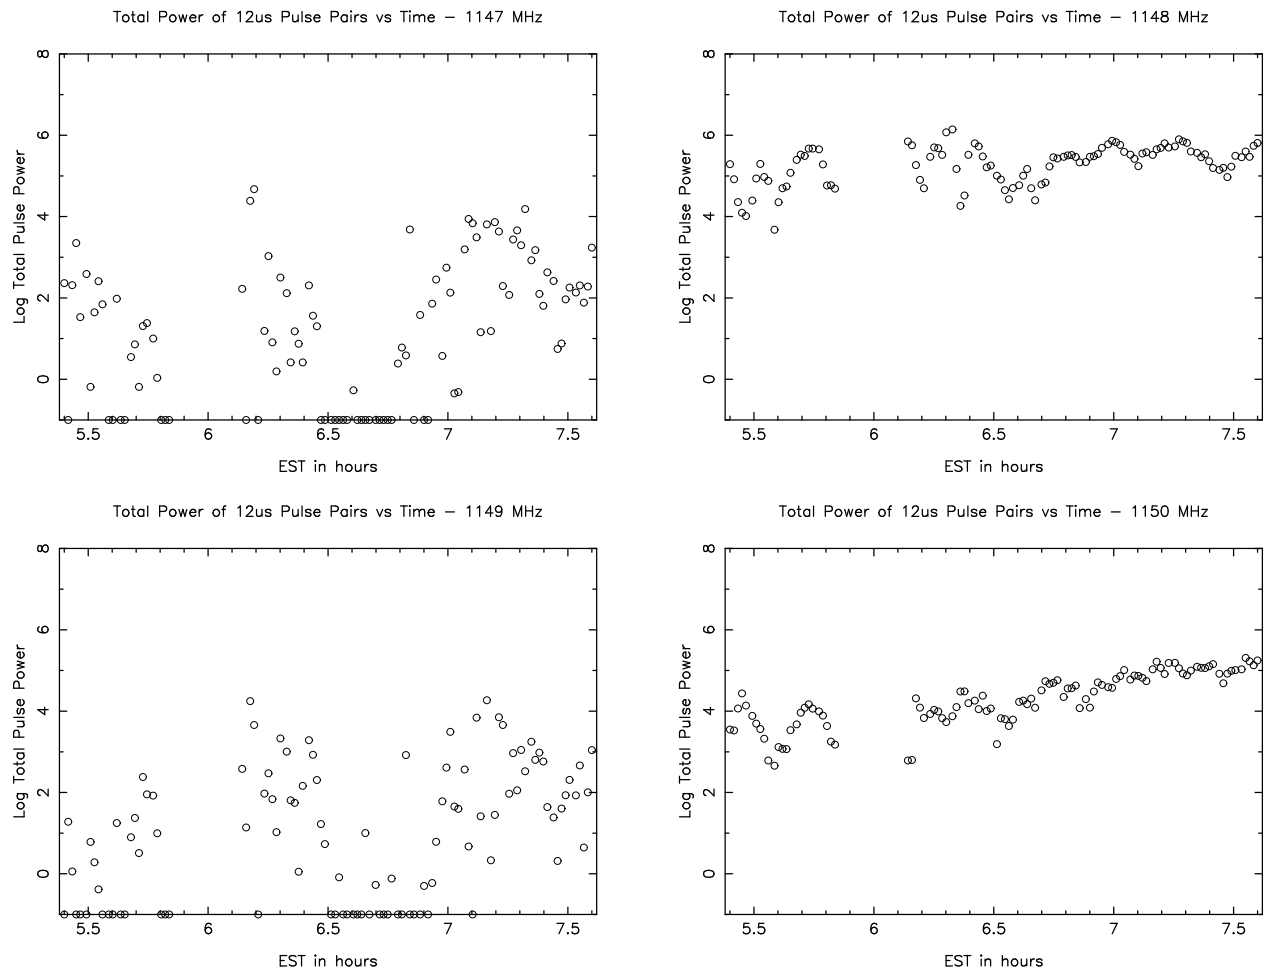 Total Power of 12us Pulse Pairs vs Time – 1147 MHz
8
6
4
2
0
Log Total Pulse Power
5.5 6 6.5 7 7.5
EST in hours
Total Power of 12us Pulse Pairs vs Time – 1148 MHz
8
6
4
2
0
Log Total Pulse Power
5.5 6 6.5 7 7.5
EST in hours
Total Power of 12us Pulse Pairs vs Time – 1149 MHz
8
6
4
2
0
Log Total Pulse Power
5.5 6 6.5 7 7.5
EST in hours
Total Power of 12us Pulse Pairs vs Time – 1150 MHz
8
6
4
2
0
Log Total Pulse Power
5.5 6 6.5 7 7.5
EST in hours